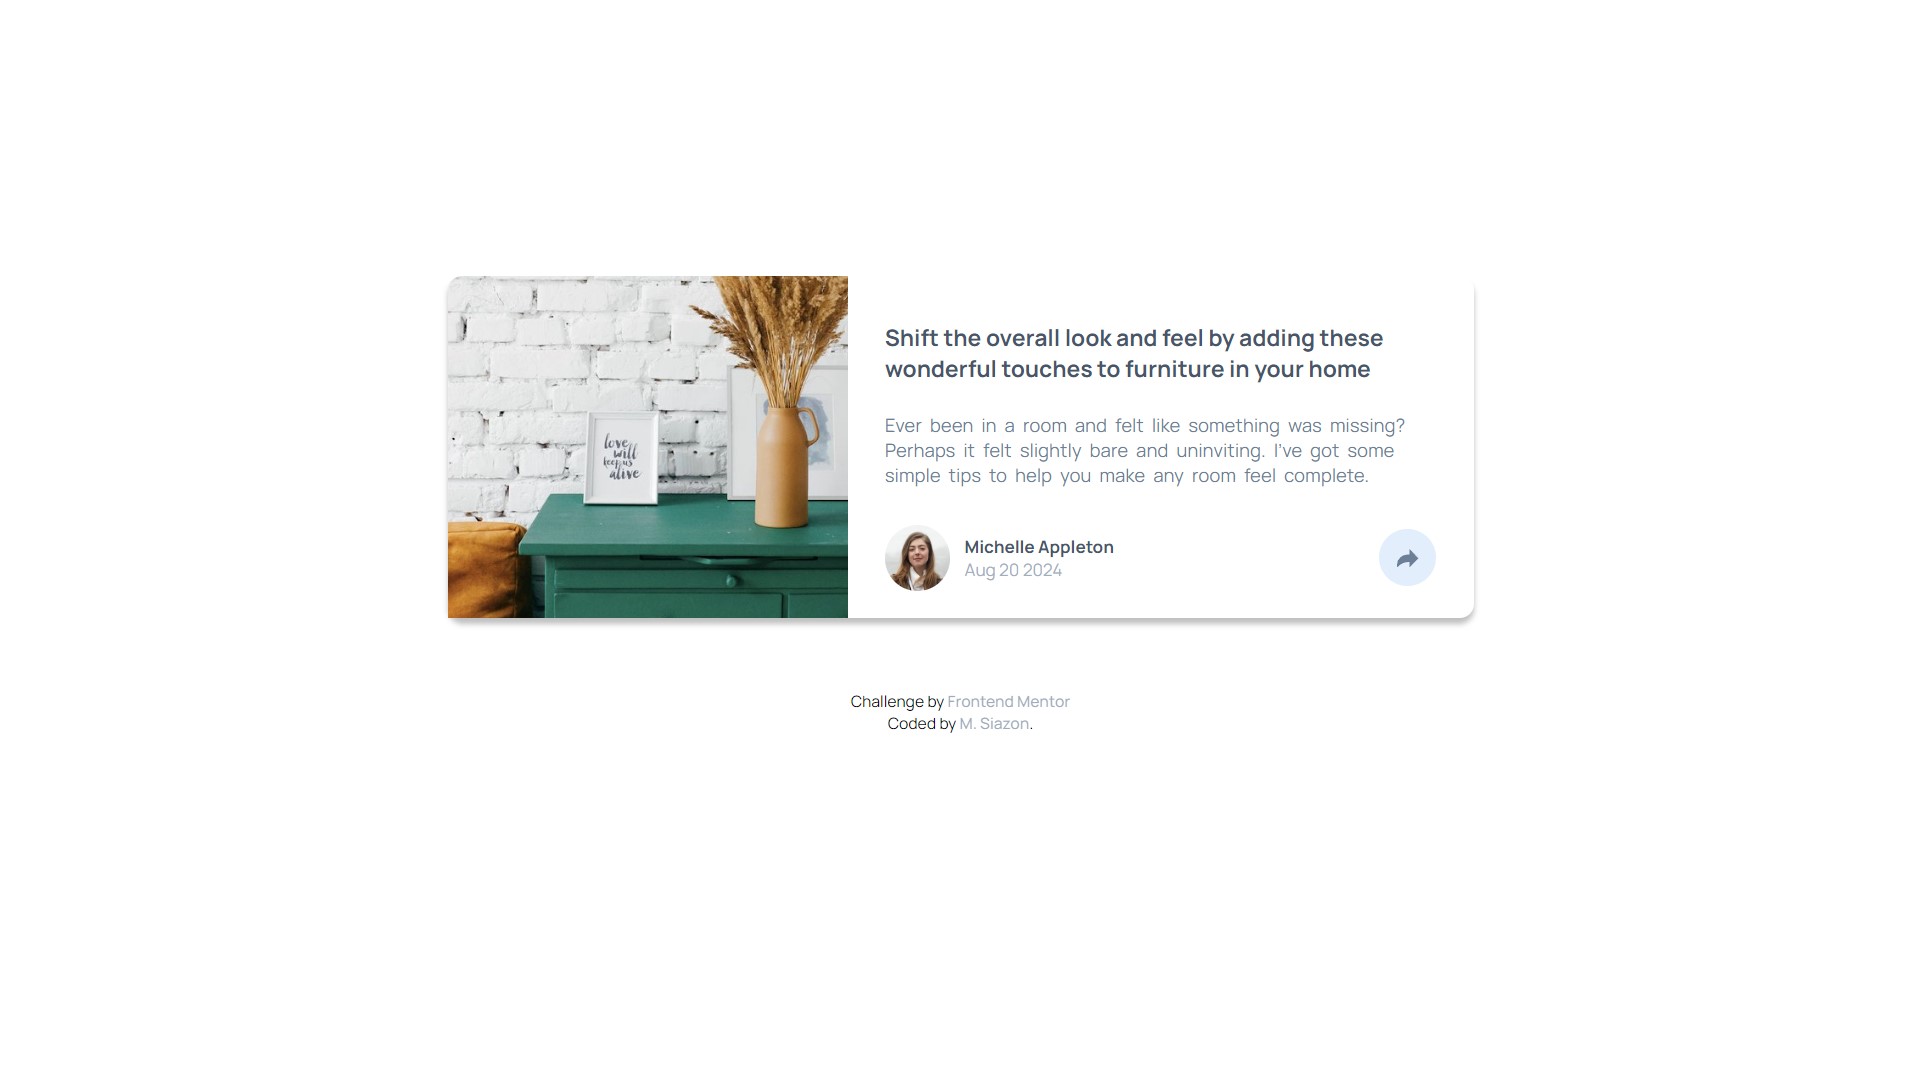 love
will
keep us
alive
Shift the overall look and feel by adding these
wonderful touches to furniture in your home
Ever been in a room and felt like something was missing?
Perhaps it felt slightly bare and uninviting. I've got some
simple tips to help you make any room feel complete.
Michelle Appleton
Aug 20 2024
Challenge by Frontend Mentor
Coded by M. Siazon.